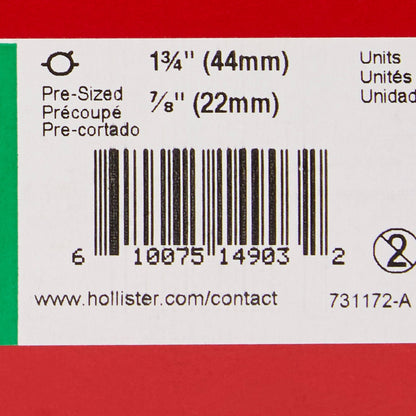 1¾" (44mm)
Units
Pre-Sized
⅞" (22mm)
Unités
Précoupé
Unidad
Pre-cortado
6 10075 14903 2
2
www.hollister.com/contact
731172-A